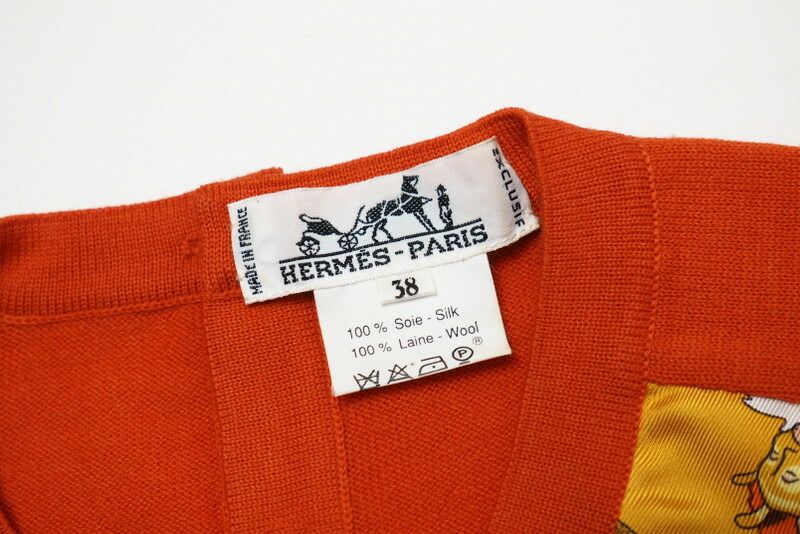 MADE IN FRANCE
EXCLUSIF
HERMÈS-PARIS
38
100 % Soie - Silk
100 % Laine - Wool
P
®